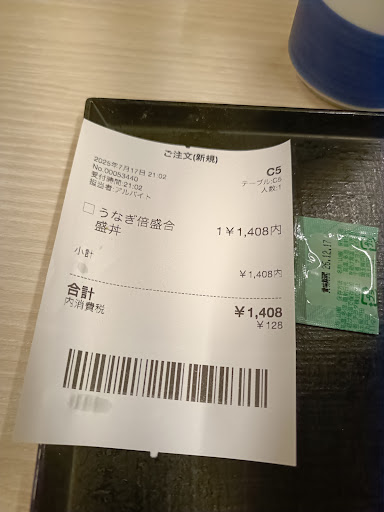 ご注文(新規)
2025年7月17日 21:02
C5
No.00053440
テーブル:C5
受付時間:21:02
人数:1
担当者:アルバイト
□ うなぎ倍盛合
盛丼
1 ¥1,408内
小計
¥1,408内
合計
¥1,408
内消費税
¥128
26.12.17